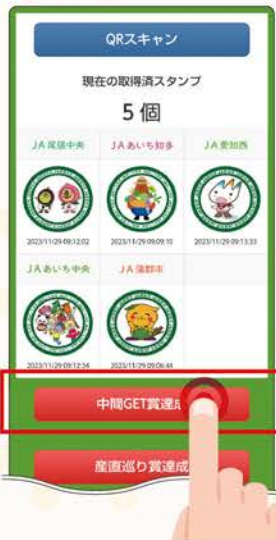 QRスキャン
現在の取得済スタンプ
5個
JA尾張中央 JAあいち知多 JA愛知西
2023/11/29 09:12:02 2023/11/29 09:09:10 2023/11/29 09:13:33
JAあいち中央 JA蒲郡市
2023/11/29 09:12:34 2023/11/29 09:06:44
中間GET賞達成
産直巡り賞達成